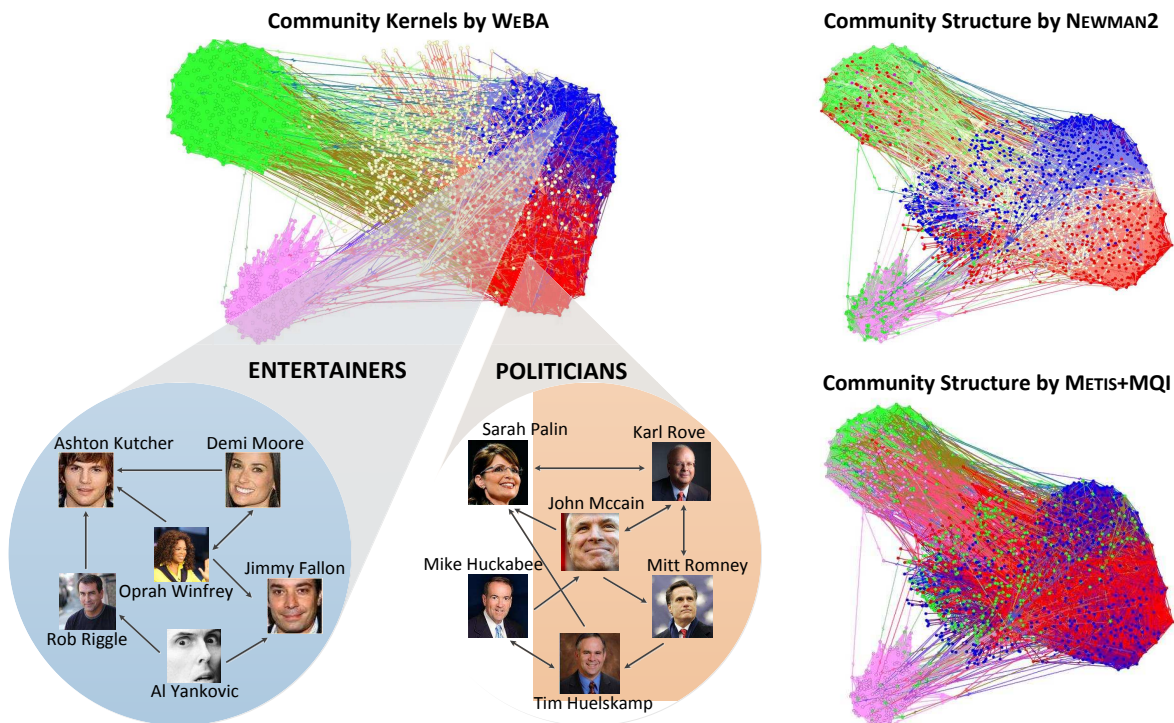 Community Kernels by WEBA
Community Structure by NEWMAN2
ENTERTAINERS
POLITICIANS
Community Structure by METIS+MQI
Ashton Kutcher
Demi Moore
Oprah Winfrey
Jimmy Fallon
Rob Riggle
Al Yankovic
Sarah Palin
Karl Rove
John Mccain
Mike Huckabee
Mitt Romney
Tim Huelskamp